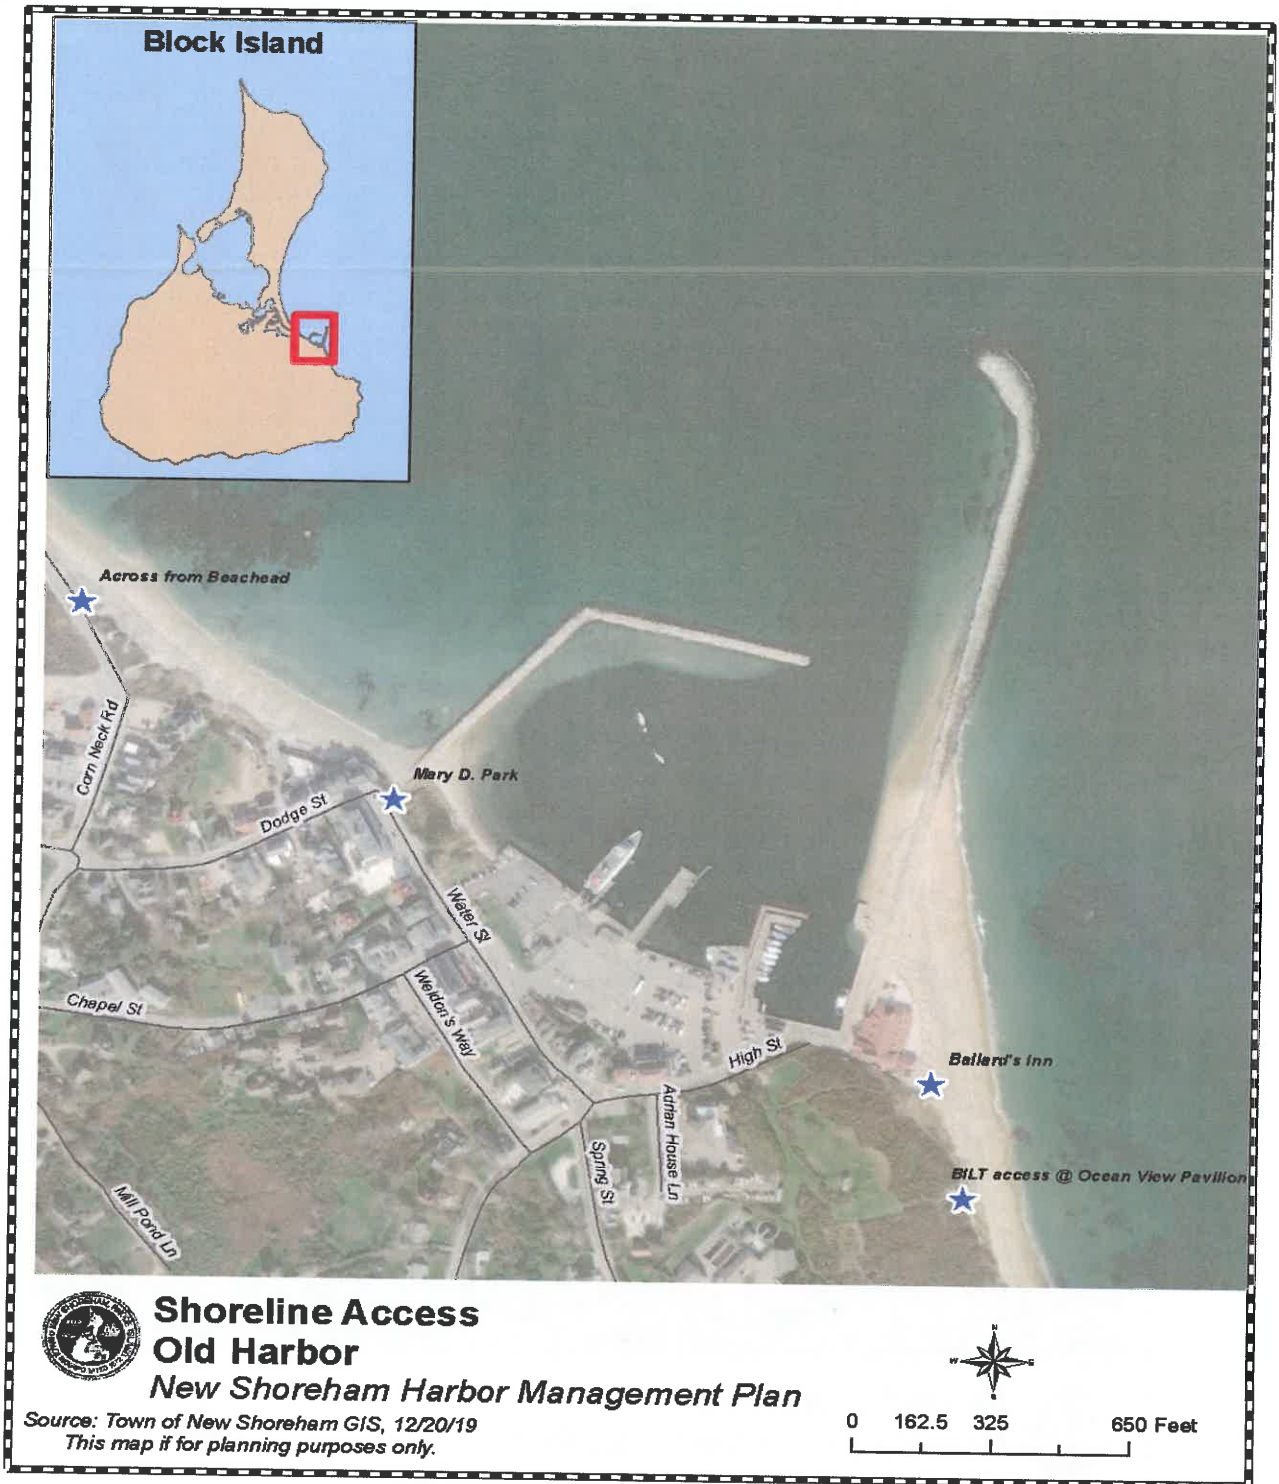 Block Island
Across from Beachead
Corn Neck Rd
Mary D. Park
Dodge St
Water St
Weldon's Way
Chapel St
High St
Ballard's Inn
Adrian House Ln
Spring St
BILT access @ Ocean View Pavilion
Mill Pond Ln
Shoreline Access
Old Harbor
New Shoreham Harbor Management Plan
Source: Town of New Shoreham GIS, 12/20/19
This map if for planning purposes only.
N
W E
S
0 162.5 325 650 Feet